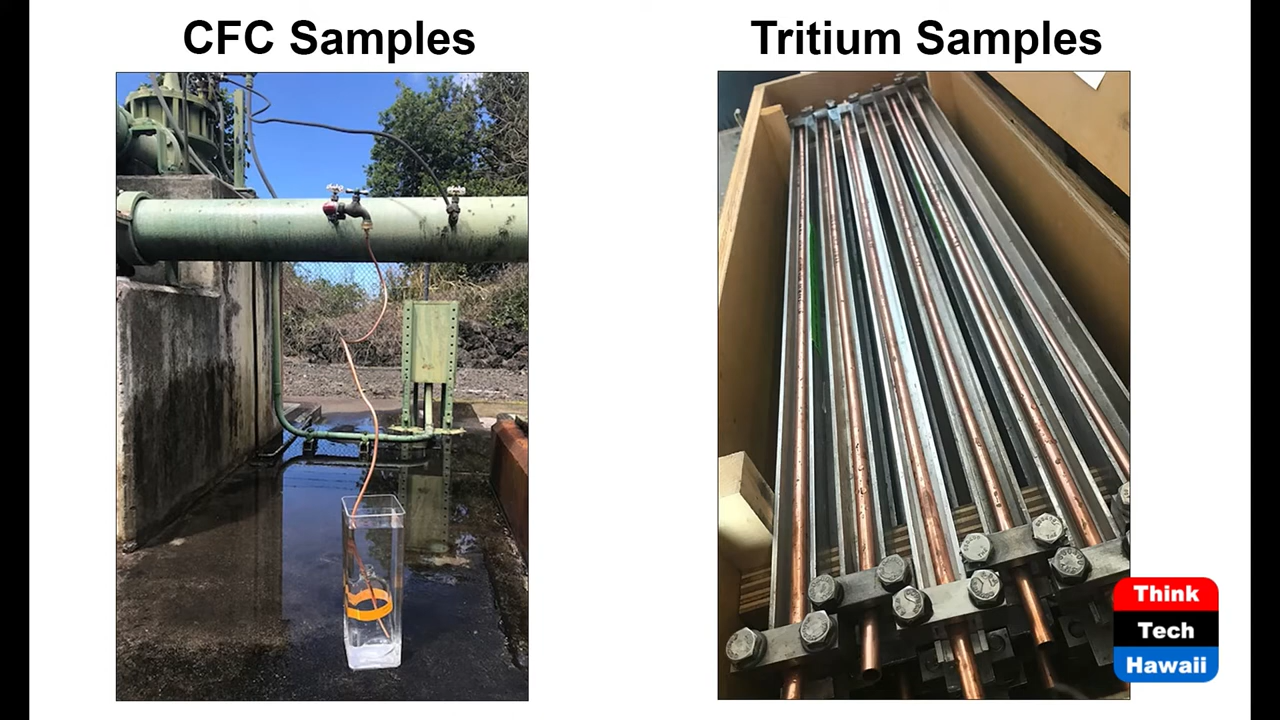 CFC Samples
Tritium Samples
Think
Tech
Hawaii